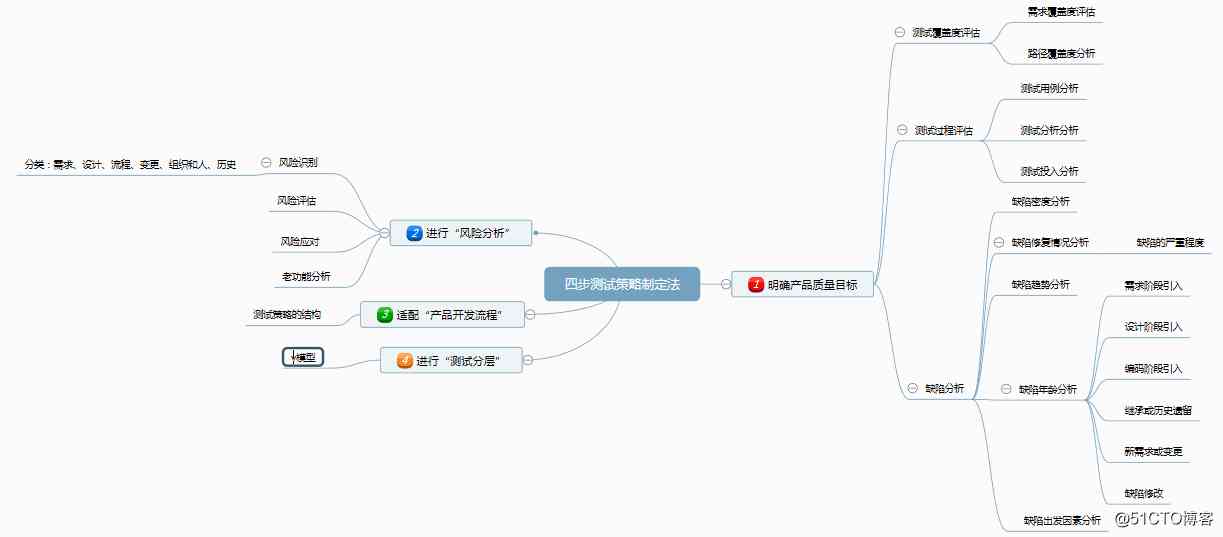 四步测试策略制定法
1 明确产品质量目标
测试覆盖度评估
需求覆盖度评估
路径覆盖度分析
测试过程评估
测试用例分析
测试分析分析
测试投入分析
缺陷分析
缺陷密度分析
缺陷修复情况分析
缺陷的严重程度
缺陷趋势分析
缺陷年龄分析
需求阶段引入
设计阶段引入
编码阶段引入
继承或历史遗留
新需求或变更
缺陷修改
缺陷出发因素分析
2 进行“风险分析”
风险识别
分类：需求、设计、流程、变更、组织和人、历史
风险评估
风险应对
老功能分析
3 适配“产品开发流程”
测试策略的结构
4 进行“测试分层”
v模型
@51CTO博客